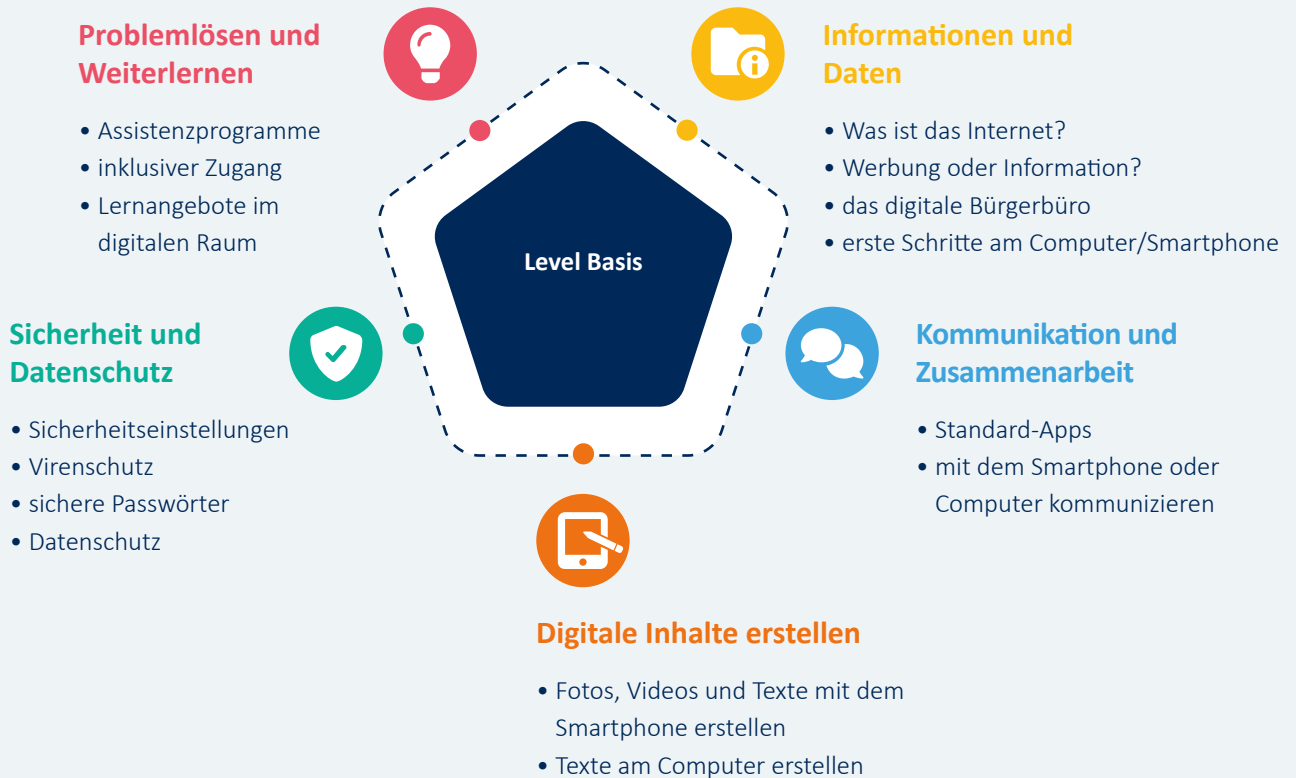 Problemlösen und
Weiterlernen
• Assistenzprogramme
• inklusiver Zugang
• Lernangebote im
digitalen Raum
Informationen und
Daten
• Was ist das Internet?
• Werbung oder Information?
• das digitale Bürgerbüro
• erste Schritte am Computer/Smartphone
Level Basis
Sicherheit und
Datenschutz
• Sicherheitseinstellungen
• Virenschutz
• sichere Passwörter
• Datenschutz
Kommunikation und
Zusammenarbeit
• Standard-Apps
• mit dem Smartphone oder
Computer kommunizieren
Digitale Inhalte erstellen
• Fotos, Videos und Texte mit dem
Smartphone erstellen
• Texte am Computer erstellen